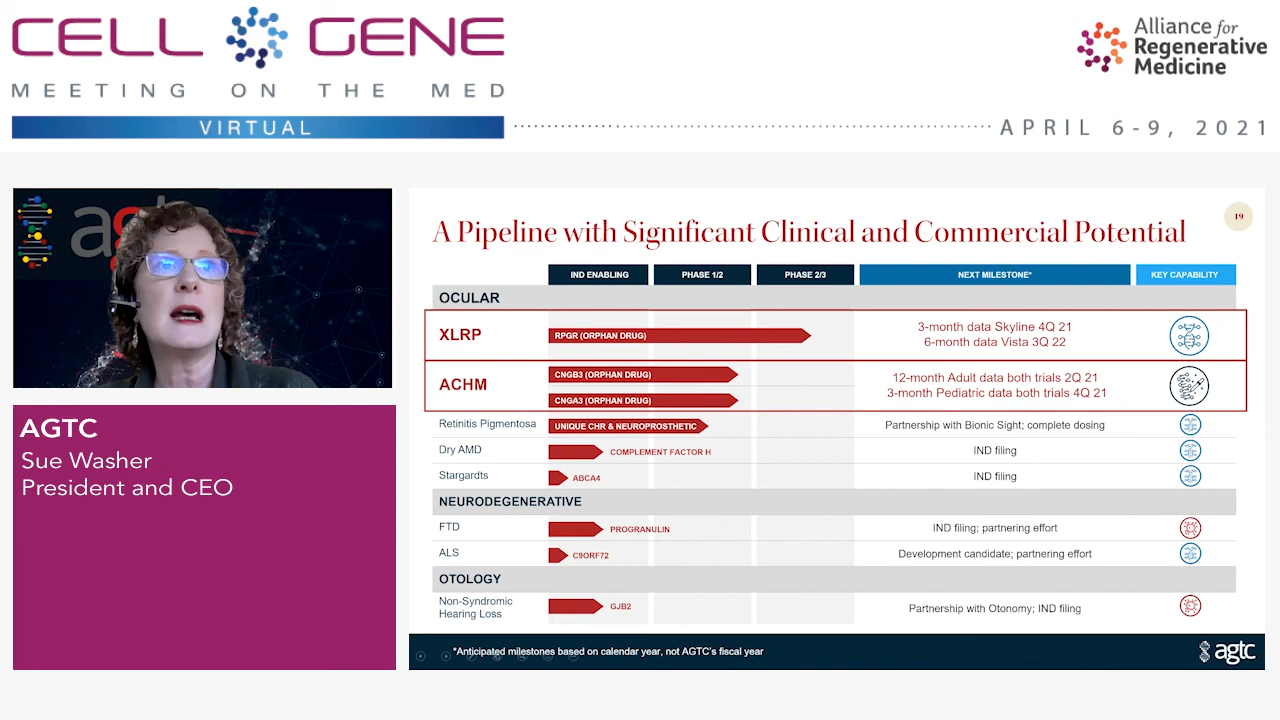 CELL GENE
MEETING ON THE MED
VIRTUAL
Alliance for
Regenerative
Medicine
APRIL 6-9, 2021
agtc
AGTC
Sue Washer
President and CEO
19
A Pipeline with Significant Clinical and Commercial Potential
IND ENABLING PHASE 1/2 PHASE 2/3 NEXT MILESTONE* KEY CAPABILITY
OCULAR
XLRP RPGR (ORPHAN DRUG) 3-month data Skyline 4Q 21
6-month data Vista 3Q 22
ACHM CNGB3 (ORPHAN DRUG) 12-month Adult data both trials 2Q 21
CNGA3 (ORPHAN DRUG) 3-month Pediatric data both trials 4Q 21
Retinitis Pigmentosa UNIQUE CHR & NEUROPROSTHETIC Partnership with Bionic Sight; complete dosing
Dry AMD COMPLEMENT FACTOR H IND filing
Stargardts ABCA4 IND filing
NEURODEGENERATIVE
FTD PROGRANULIN IND filing; partnering effort
ALS C9ORF72 Development candidate; partnering effort
OTOLOGY
Non-Syndromic
Hearing Loss GJB2 Partnership with Otonomy; IND filing
*Anticipated milestones based on calendar year, not AGTC's fiscal year
agtc